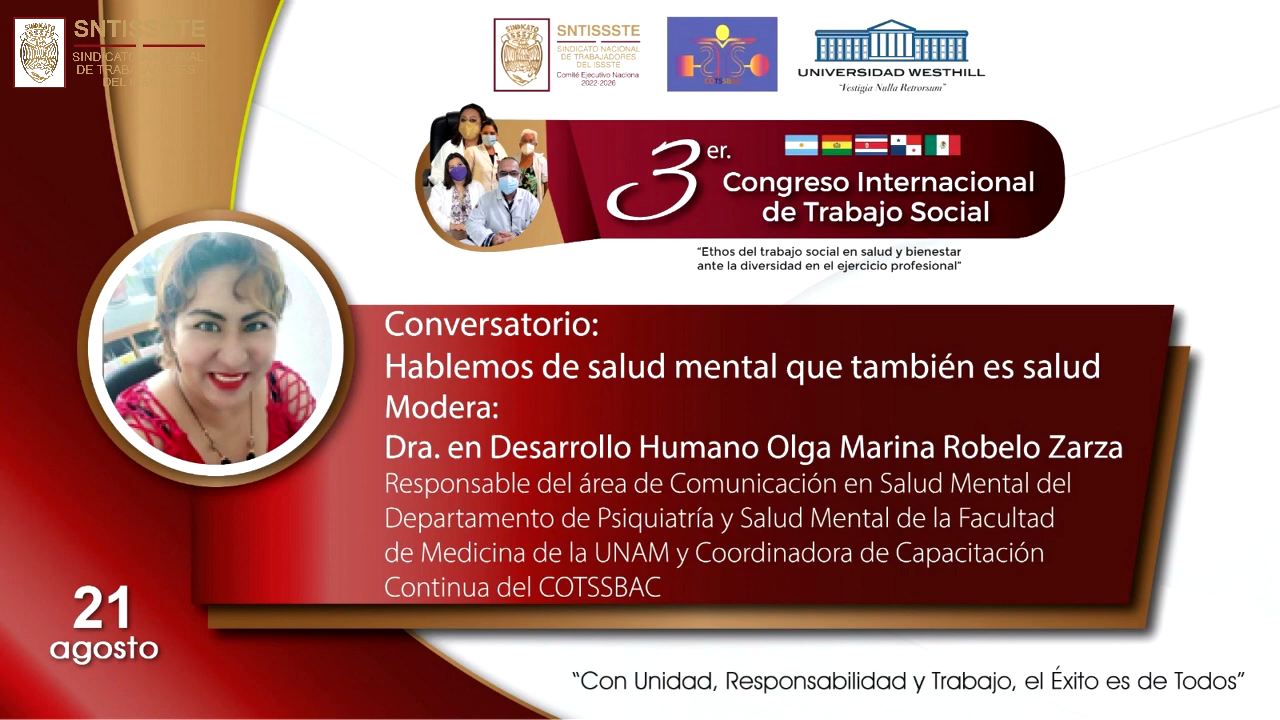 SNTISSSTE
SINDICATO NACIONAL
DE TRABAJADORES
DEL ISSSTE
SINDICATO
SNTISSSTE
SINDICATO NACIONAL
DE TRABAJADORES
DEL ISSSTE
Comité Ejecutivo Naciona
2022-2026
UNIVERSIDAD WESTHILL
"Vestigia Nulla Retrorsum"
3er.
Congreso Internacional
de Trabajo Social
“Ethos del trabajo social en salud y bienestar
ante la diversidad en el ejercicio profesional”
Conversatorio:
Hablemos de salud mental que también es salud
Modera:
Dra. en Desarrollo Humano Olga Marina Robelo Zarza
Responsable del área de Comunicación en Salud Mental del
Departamento de Psiquiatría y Salud Mental de la Facultad
de Medicina de la UNAM y Coordinadora de Capacitación
Continua del COTSSBAC
21
agosto
“Con Unidad, Responsabilidad y Trabajo, el Éxito es de Todos”